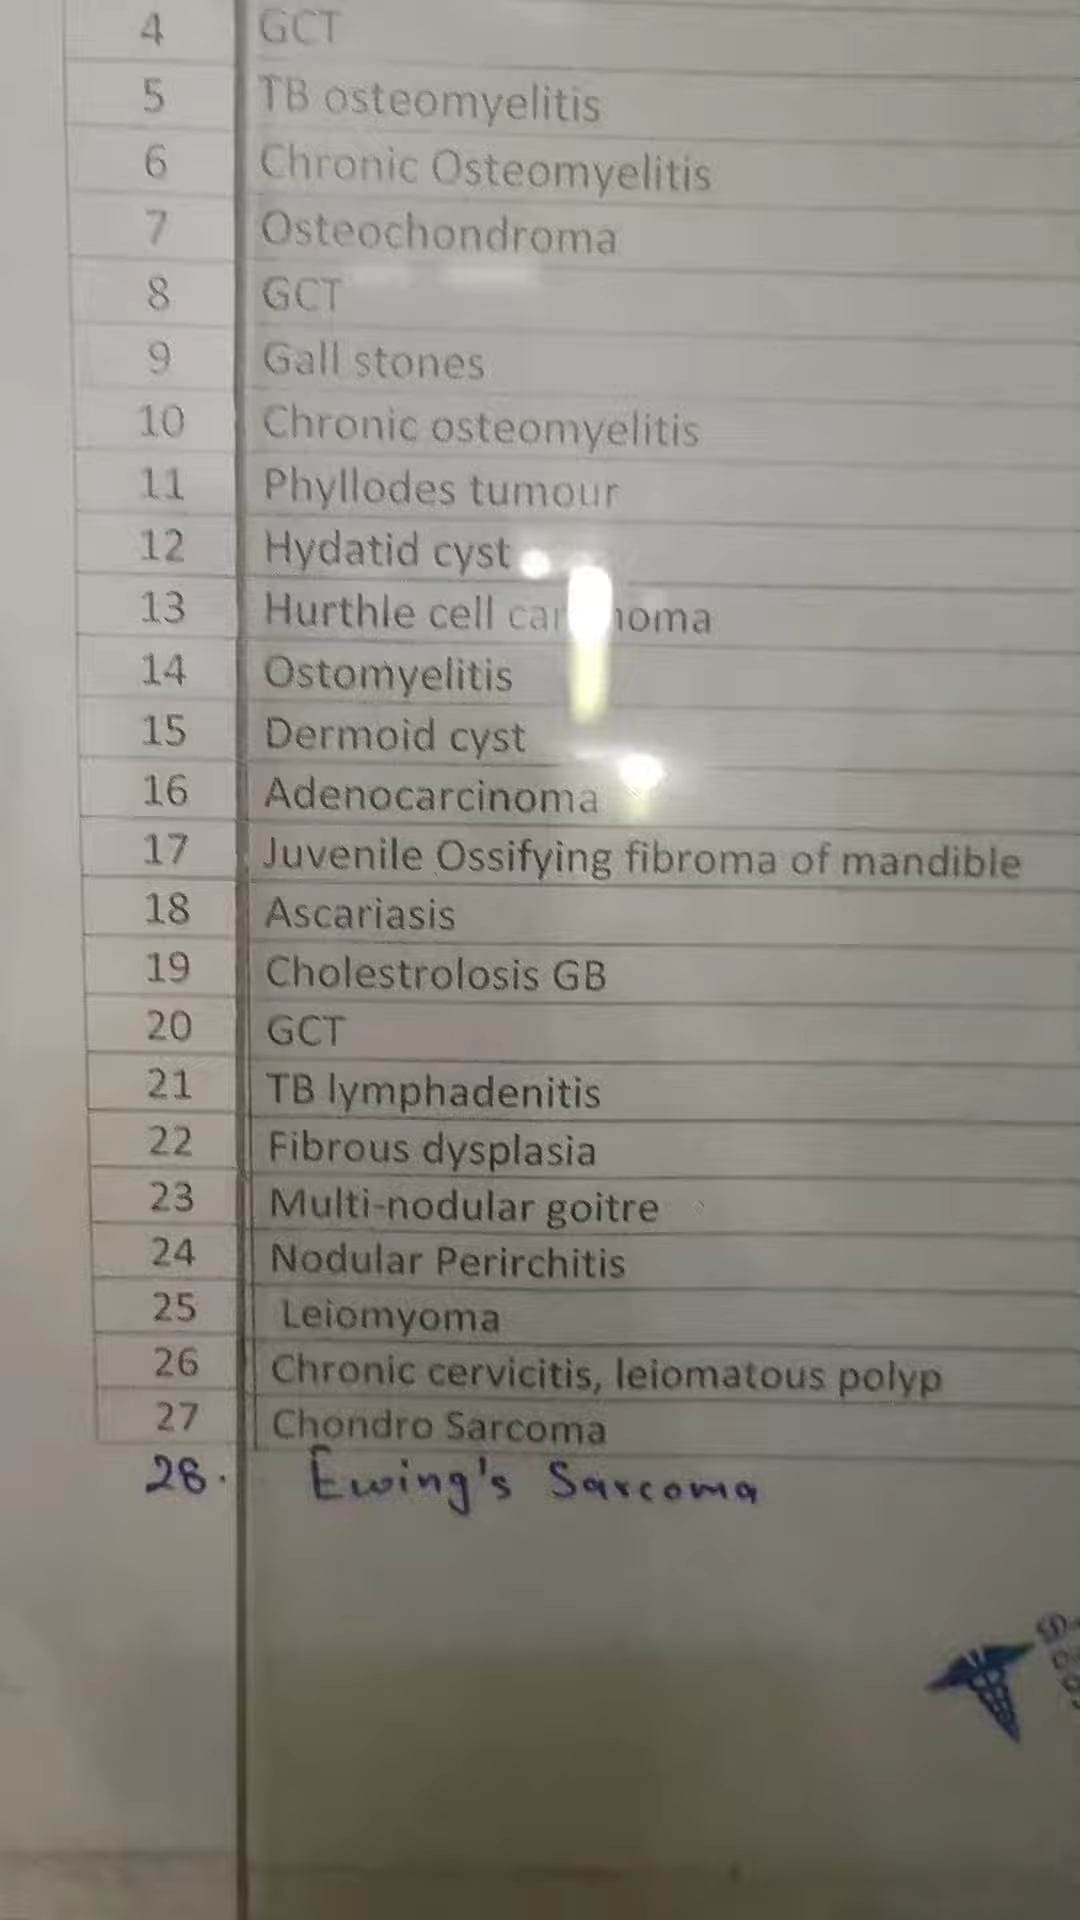 4 GCT
5 TB osteomyelitis
6 Chronic Osteomyelitis
7 Osteochondroma
8 GCT
9 Gall stones
10 Chronic osteomyelitis
11 Phyllodes tumour
12 Hydatid cyst
13 Hurthle cell
14 Ostomyelitis
15 Dermoid cyst
16 Adenocarcinoma
17 Juvenile Ossifying fibroma of mandible
18 Ascariasis
19 Cholestrolosis GB
20 GCT
21 TB lymphadenitis
22 Fibrous dysplasia
23 Multi-nodular goitre
24 Nodular Perirchitis
25 Leiomyoma
26 Chronic cervicitis, leiomatous polyp
27 Chondro Sarcoma
28. Ewing's Sarcoma